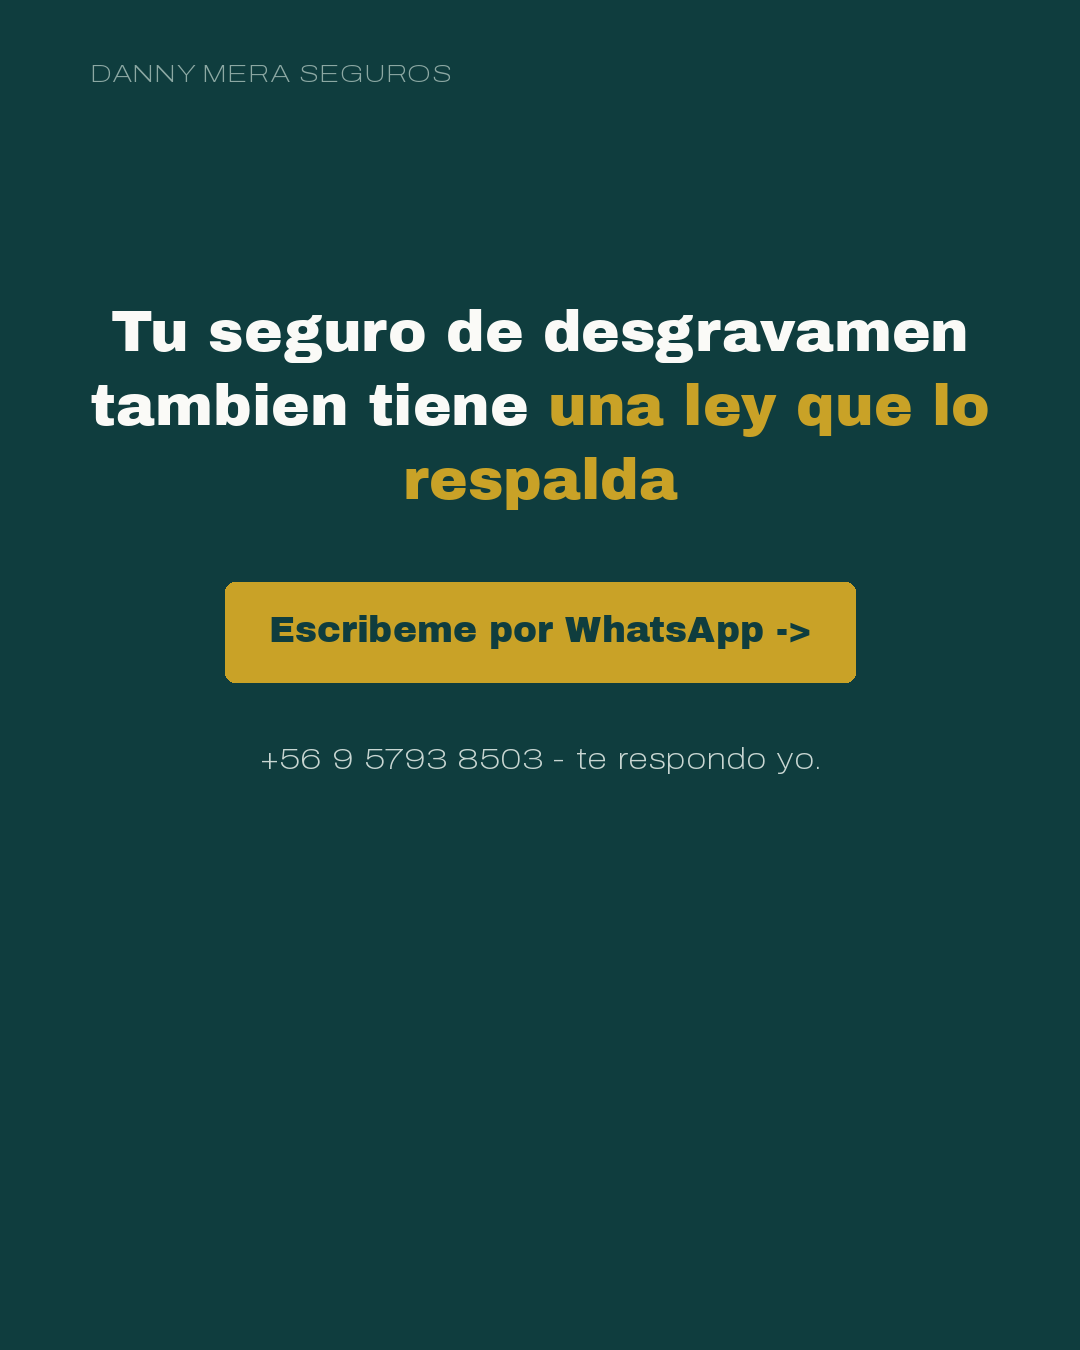 DANNY MERA SEGUROS
Tu seguro de desgravamen
tambien tiene una ley que lo
respalda
Escribeme por WhatsApp ->
+56 9 5793 8503 - te respondo yo.